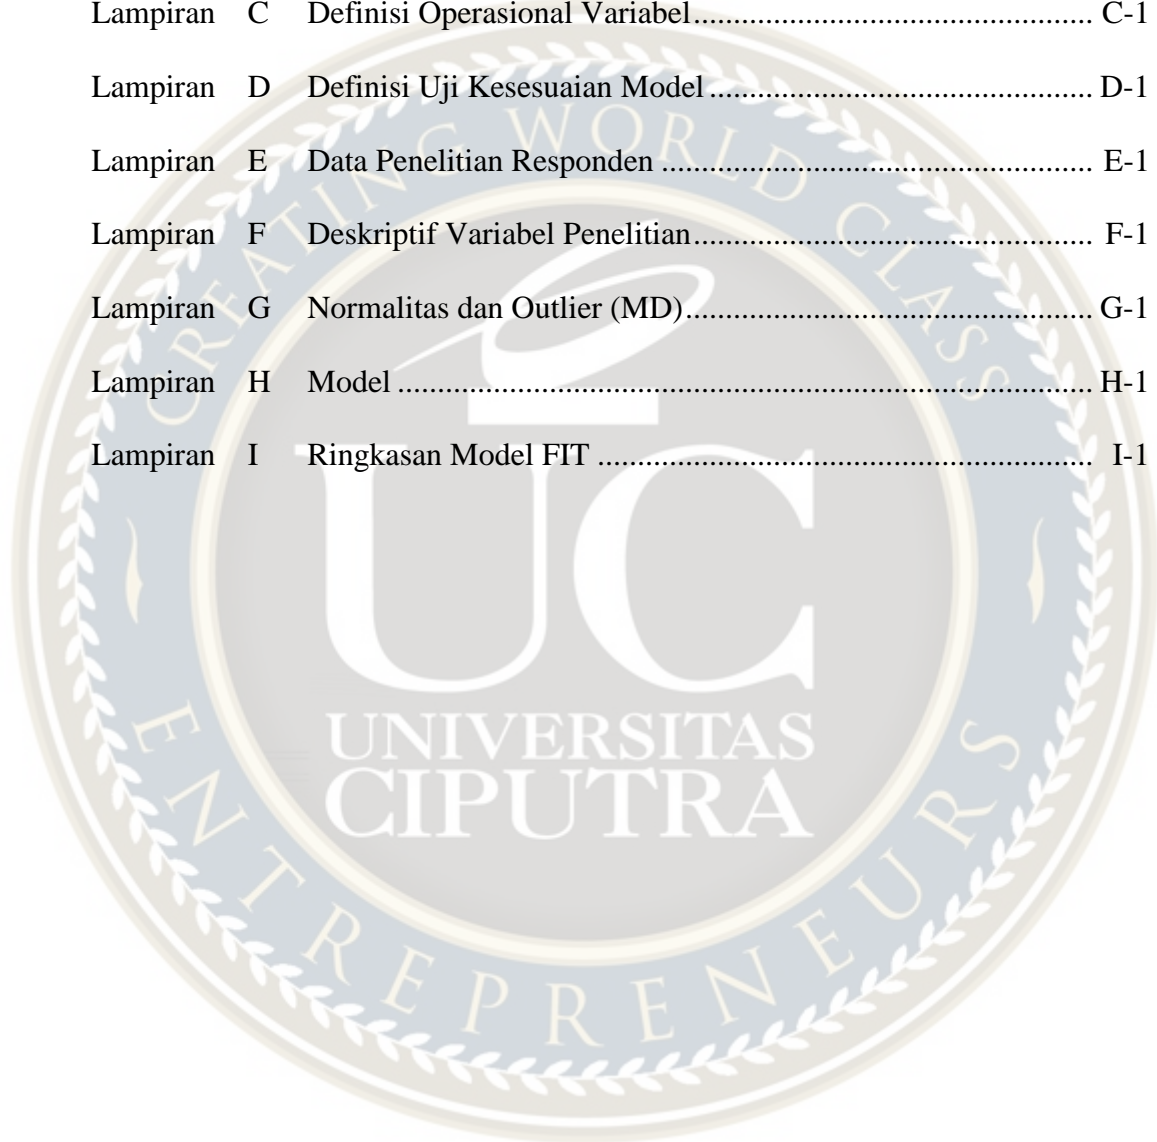 Lampiran C Definisi Operasional Variabel.................................................. C-1
Lampiran D Definisi Uji Kesesuaian Model ................................................ D-1
Lampiran E Data Penelitian Responden ...................................................... E-1
Lampiran F Deskriptif Variabel Penelitian.................................................. F-1
Lampiran G Normalitas dan Outlier (MD)................................................... G-1
Lampiran H Model ....................................................................................... H-1
Lampiran I Ringkasan Model FIT .............................................................. I-1
CREATING WORLD CLASS
UC
UNIVERSITAS
CIPUTRA
ENTREPRENEURS